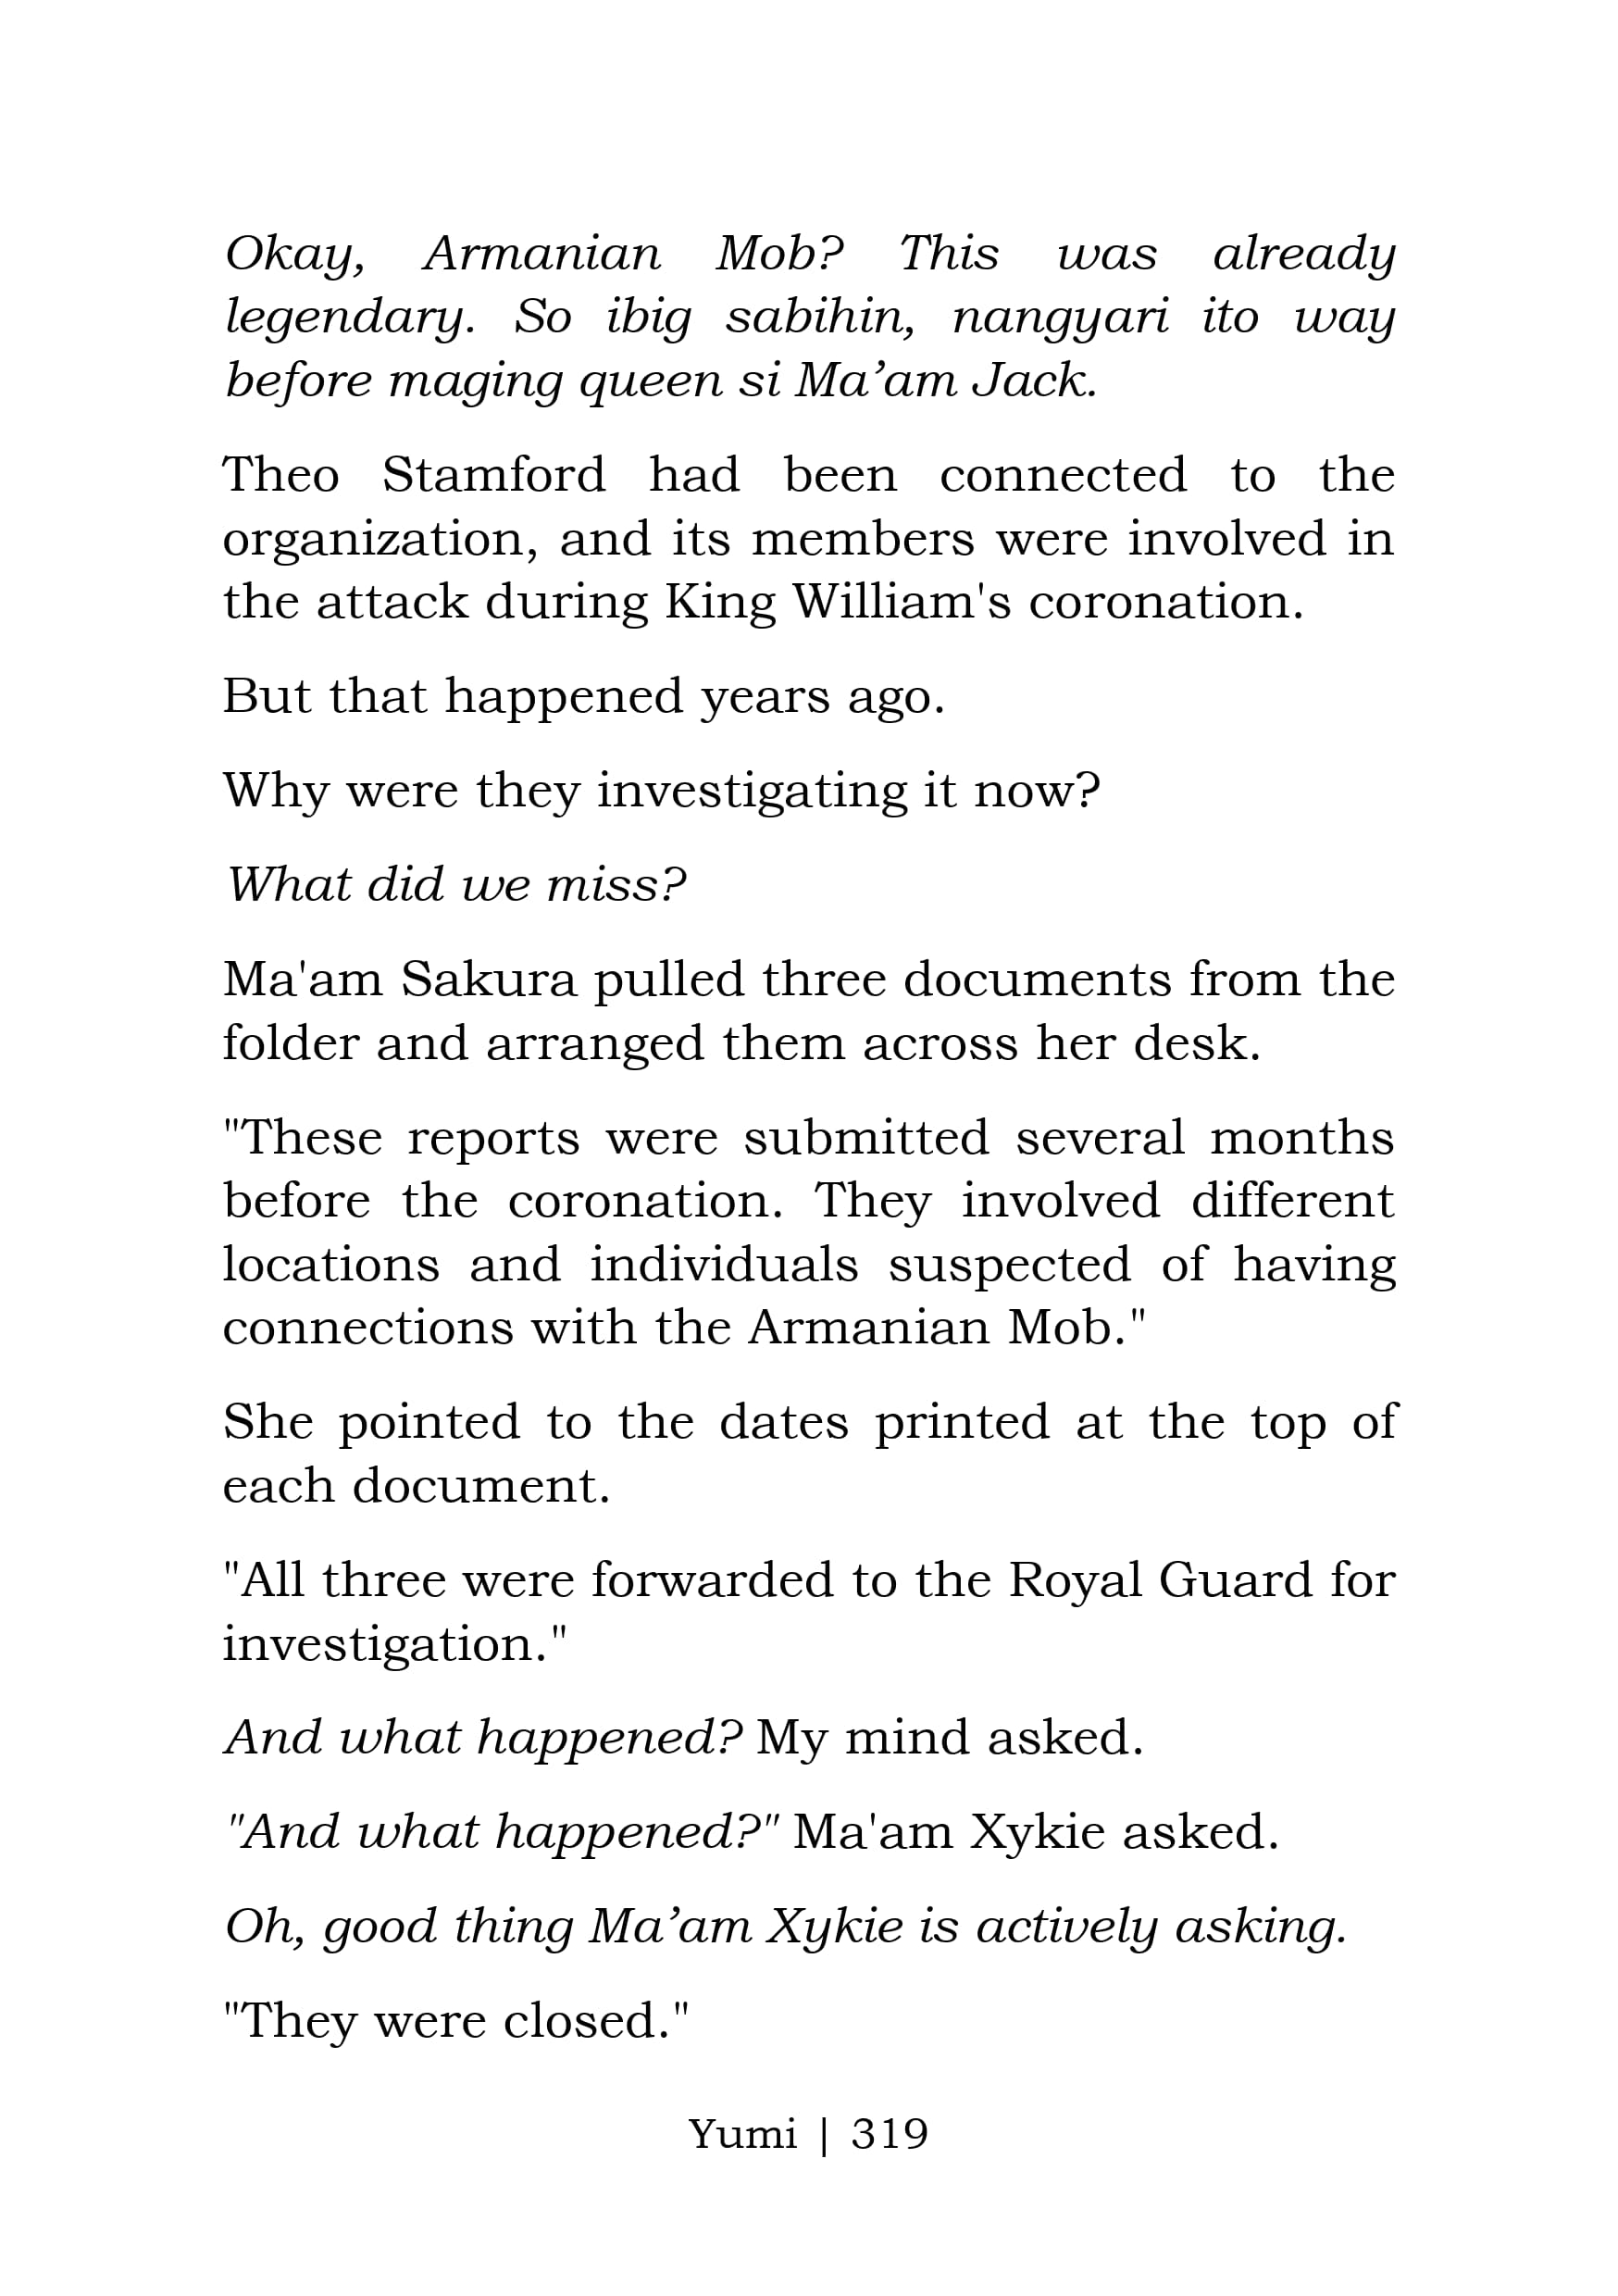 Okay, Armanian Mob? This was already
legendary. So ibig sabihin, nangyari ito way
before maging queen si Ma’am Jack.
Theo Stamford had been connected to the
organization, and its members were involved in
the attack during King William's coronation.
But that happened years ago.
Why were they investigating it now?
What did we miss?
Ma'am Sakura pulled three documents from the
folder and arranged them across her desk.
"These reports were submitted several months
before the coronation. They involved different
locations and individuals suspected of having
connections with the Armanian Mob."
She pointed to the dates printed at the top of
each document.
"All three were forwarded to the Royal Guard for
investigation."
And what happened? My mind asked.
"And what happened?" Ma'am Xykie asked.
Oh, good thing Ma’am Xykie is actively asking.
"They were closed."
Yumi | 319